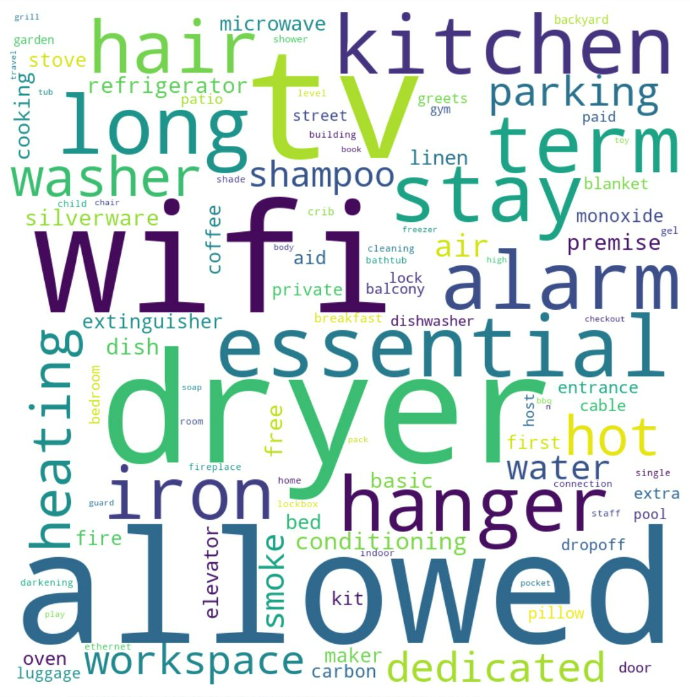 grill
microwave
backyard
garden
hair
kitchen
shower
travel
stove
tv
refrigerator
parking
cooking
tub
patio
level
greets
gym
long
street
paid
term
building
book
toy
washer
shampoo
linen
stay
shade
blanket
child
chair
crib
silverware
coffee
monoxide
wifi
freezer
gel
body
aid
cleaning
bathtub
high
air
premise
alarm
private
lock
balcony
extinguisher
breakfast
dishwasher
checkout
heating
dish
essential
bedroom
dryer
soap
room
free
host
bbq
n
entrance
cable
first
hot
pack
fireplace
water
iron
home
basic
hanger
connection
single
extra
guard
lockbox
bed
staff
pool
fire
elevator
smoke
conditioning
dropoff
indoor
allowed
darkening
play
kit
pocket
pillow
ethernet
oven
luggage
workspace
maker
carbon
dedicated
door